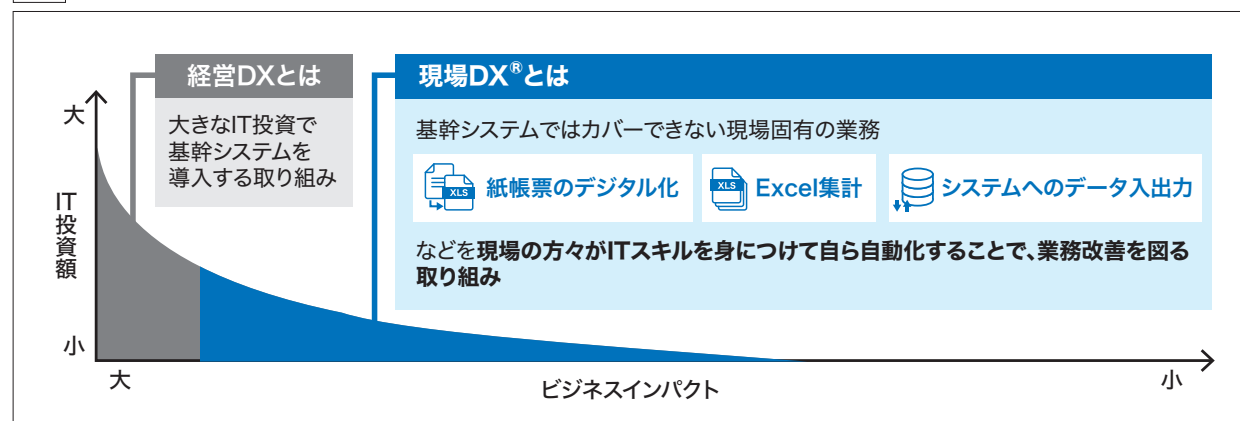 経営DXとは
大きなIT投資で
基幹システムを
導入する取り組み
現場DX®とは
基幹システムではカバーできない現場固有の業務
XLS
紙帳票のデジタル化
XLS
Excel集計
システムへのデータ入出力
などを現場の方々がITスキルを身につけて自ら自動化することで、業務改善を図る
取り組み
大
IT投資額
小
大
ビジネスインパクト
小